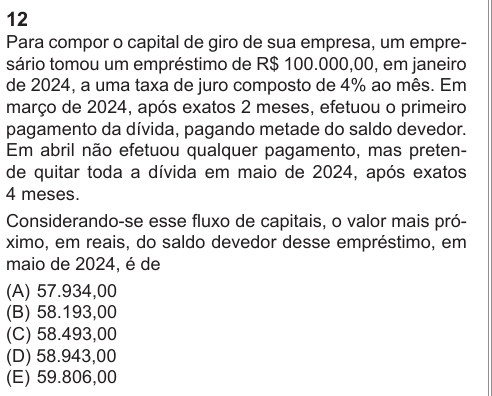 12
Para compor o capital de giro de sua empresa, um empre-
sário tomou um empréstimo de R$ 100.000,00, em janeiro
de 2024, a uma taxa de juro composto de 4% ao mês. Em
março de 2024, após exatos 2 meses, efetuou o primeiro
pagamento da dívida, pagando metade do saldo devedor.
Em abril não efetuou qualquer pagamento, mas preten-
de quitar toda a dívida em maio de 2024, após exatos
4 meses.
Considerando-se esse fluxo de capitais, o valor mais pró-
ximo, em reais, do saldo devedor desse empréstimo, em
maio de 2024, é de
(A) 57.934,00
(B) 58.193,00
(C) 58.493,00
(D) 58.943,00
(E) 59.806,00